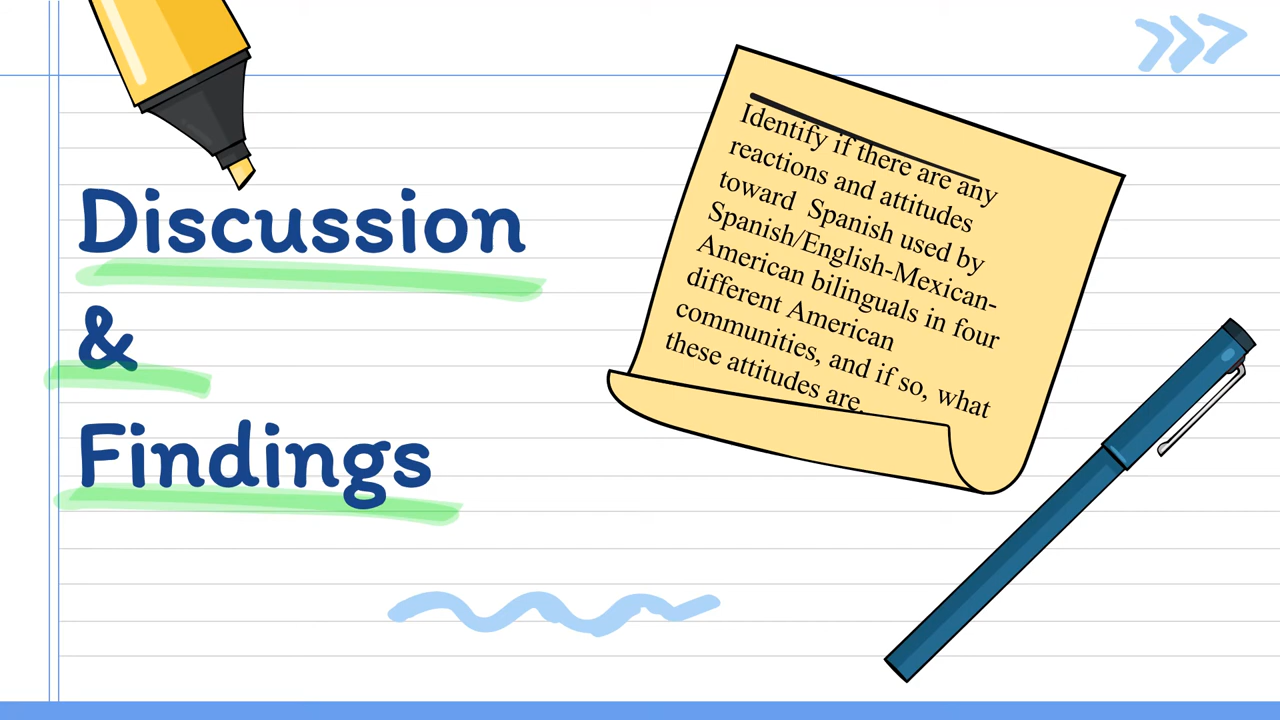 Discussion
&
Findings
Identify if there are any
reactions and attitudes
toward Spanish used by
Spanish/English-Mexican-
American bilinguals in four
different American
communities, and if so, what
these attitudes are.